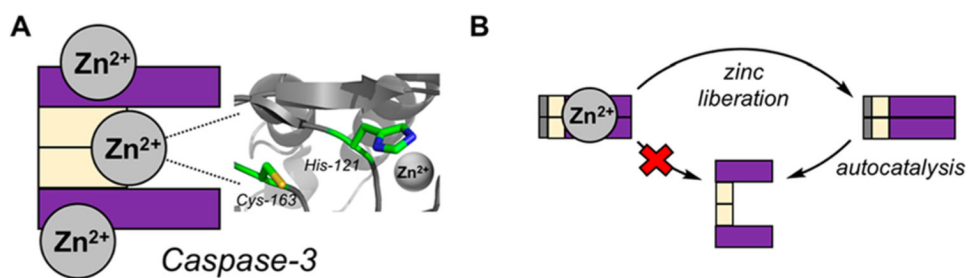 A
Zn2+
Zn2+
Zn2+
His-121
Zn2+
Cys-163
Caspase-3
B
zinc
liberation
Zn2+
autocatalysis